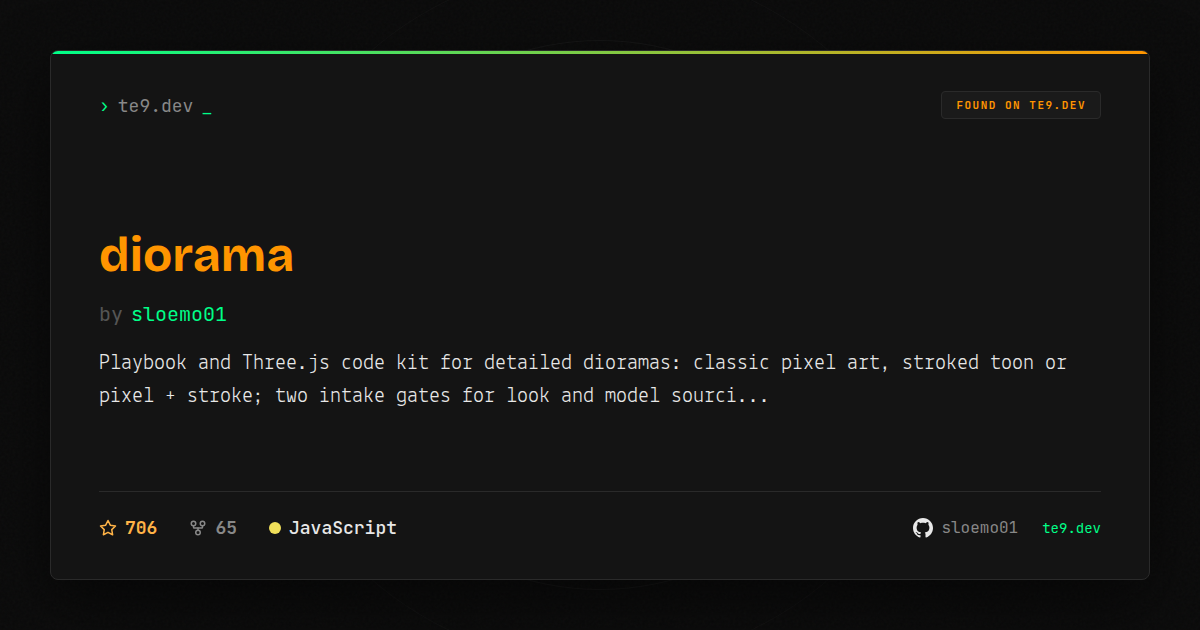 › te9.dev _
FOUND ON TE9.DEV
diorama
by sloemo01
Playbook and Three.js code kit for detailed dioramas: classic pixel art, stroked toon or
pixel + stroke; two intake gates for look and model sourci...
706 65 JavaScript
sloemo01 te9.dev